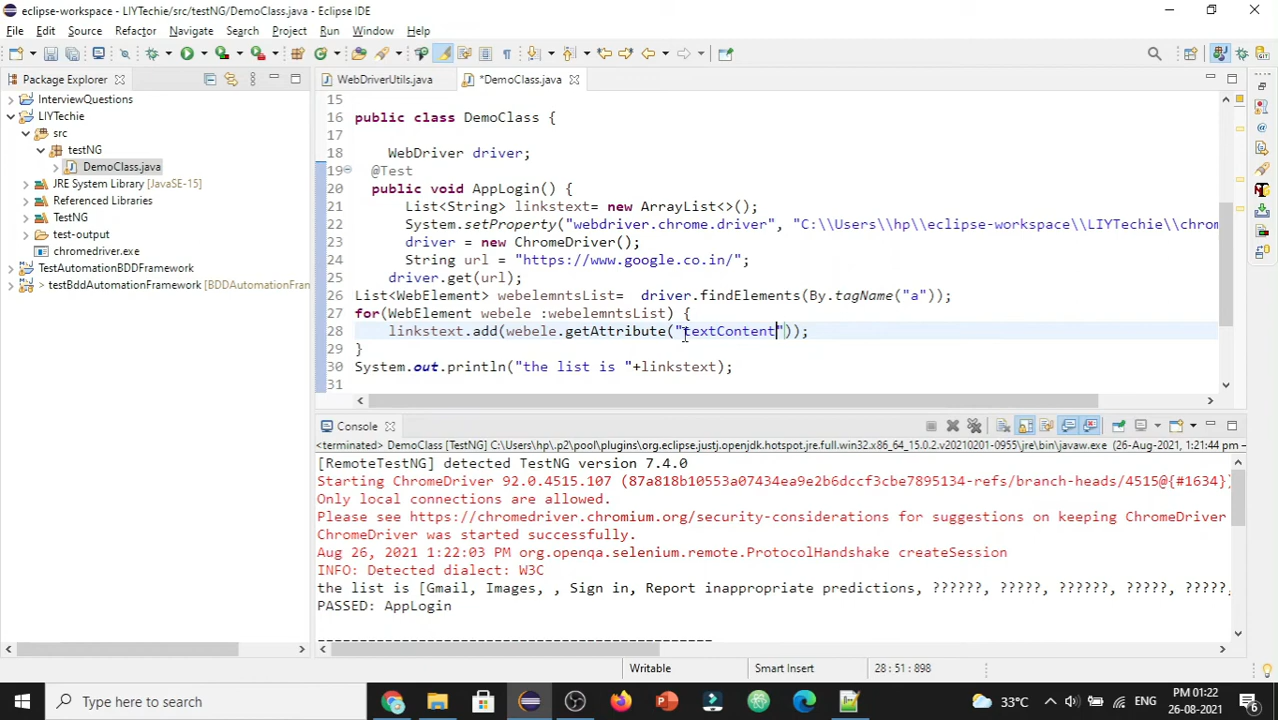 eclipse-workspace - LIYTechie/src/testNG/DemoClass.java - Eclipse IDE
File Edit Source Refactor Navigate Search Project Run Window Help
Package Explorer
WebDriverUtils.java
*DemoClass.java
InterviewQuestions
LIYTechie
src
testNG
DemoClass.java
JRE System Library [JavaSE-15]
Referenced Libraries
TestNG
test-output
chromedriver.exe
TestAutomationBDDFramework
> testBddAutomationFramework [BDDAutomationFran
15
16 public class DemoClass {
17
18 WebDriver driver;
19 @Test
20 public void AppLogin() {
21 List<String> linkstext= new ArrayList<>();
22 System.setProperty("webdriver.chrome.driver", "C:\\Users\\hp\\eclipse-workspace\\LIYTechie\\chrom
23 driver = new ChromeDriver();
24 String url = "https://www.google.co.in/";
25 driver.get(url);
26 List<WebElement> webelemntsList= driver.findElements(By.tagName("a"));
27 for(WebElement webele :webelemntsList) {
28 linkstext.add(webele.getAttribute("textContent"));
29 }
30 System.out.println("the list is "+linkstext);
31
Console
<terminated> DemoClass [TestNG] C:\Users\hp\.p2\pool\plugins\org.eclipse.justj.openjdk.hotspot.jre.full.win32.x86_64_15.0.2.v20210201-0955\jre\bin\javaw.exe (26-Aug-2021, 1:21:44 pm
[RemoteTestNG] detected TestNG version 7.4.0
Starting ChromeDriver 92.0.4515.107 (87a818b10553a07434ea9e2b6dccf3cbe7895134-refs/branch-heads/4515@{#1634})
Only local connections are allowed.
Please see https://chromedriver.chromium.org/security-considerations for suggestions on keeping ChromeDriver
ChromeDriver was started successfully.
Aug 26, 2021 1:22:03 PM org.openqa.selenium.remote.ProtocolHandshake createSession
INFO: Detected dialect: W3C
the list is [Gmail, Images, , Sign in, Report inappropriate predictions, ??????, ?????, ??????, ?????, ?????,
PASSED: AppLogin
===============================================
Writable
Smart Insert
28 : 51 : 898
Type here to search
33°C
ENG
PM 01:22
26-08-2021
6